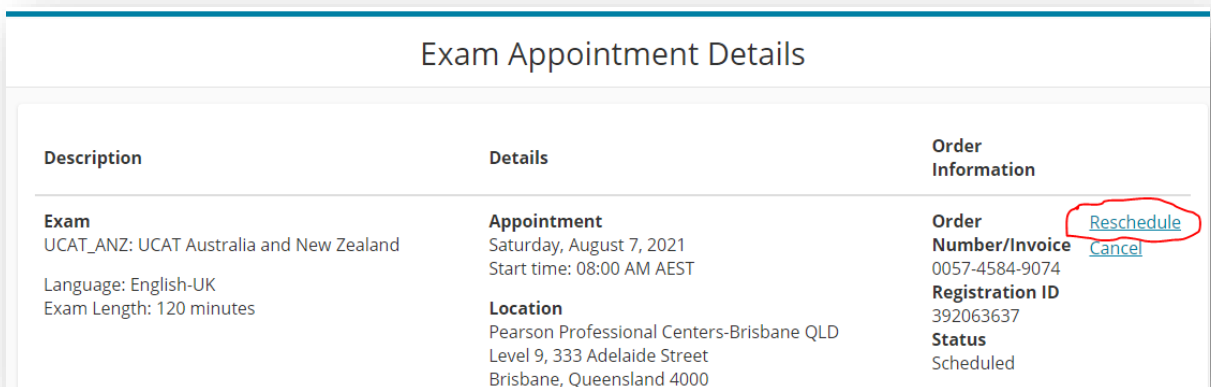 Exam Appointment Details
Description
Details
Order
Information
Exam
UCAT_ANZ: UCAT Australia and New Zealand
Language: English-UK
Exam Length: 120 minutes
Appointment
Saturday, August 7, 2021
Start time: 08:00 AM AEST
Location
Pearson Professional Centers-Brisbane QLD
Level 9, 333 Adelaide Street
Brisbane, Queensland 4000
Order
Number/Invoice
0057-4584-9074
Registration ID
392063637
Status
Scheduled
Reschedule
Cancel